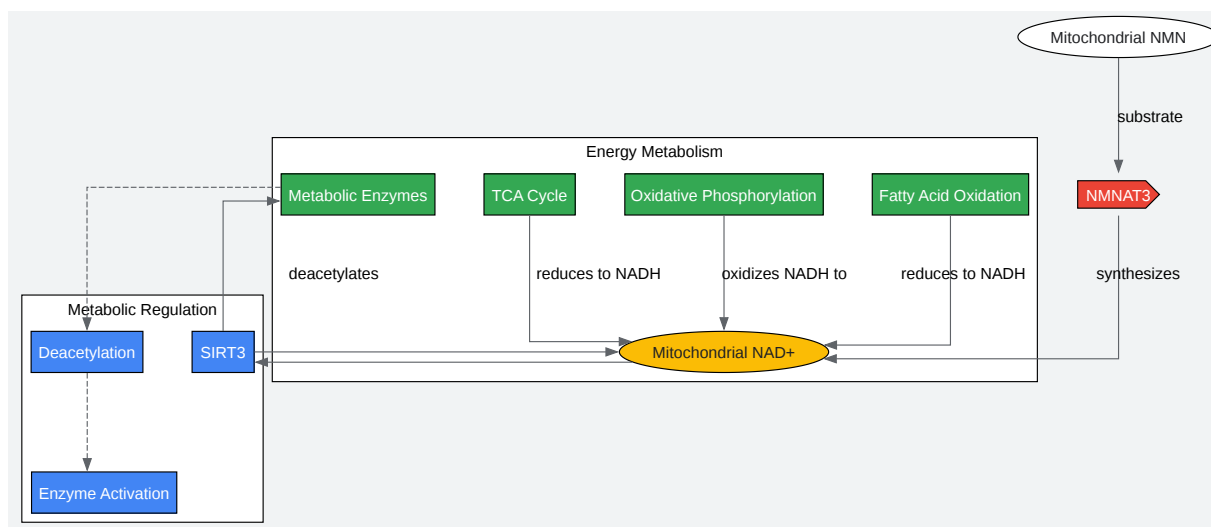 Mitochondrial NMN
substrate
Energy Metabolism
Metabolic Enzymes
TCA Cycle
Oxidative Phosphorylation
Fatty Acid Oxidation
NMNAT3
deacetylates
reduces to NADH
oxidizes NADH to
reduces to NADH
synthesizes
Metabolic Regulation
Deacetylation
SIRT3
Mitochondrial NAD+
Enzyme Activation